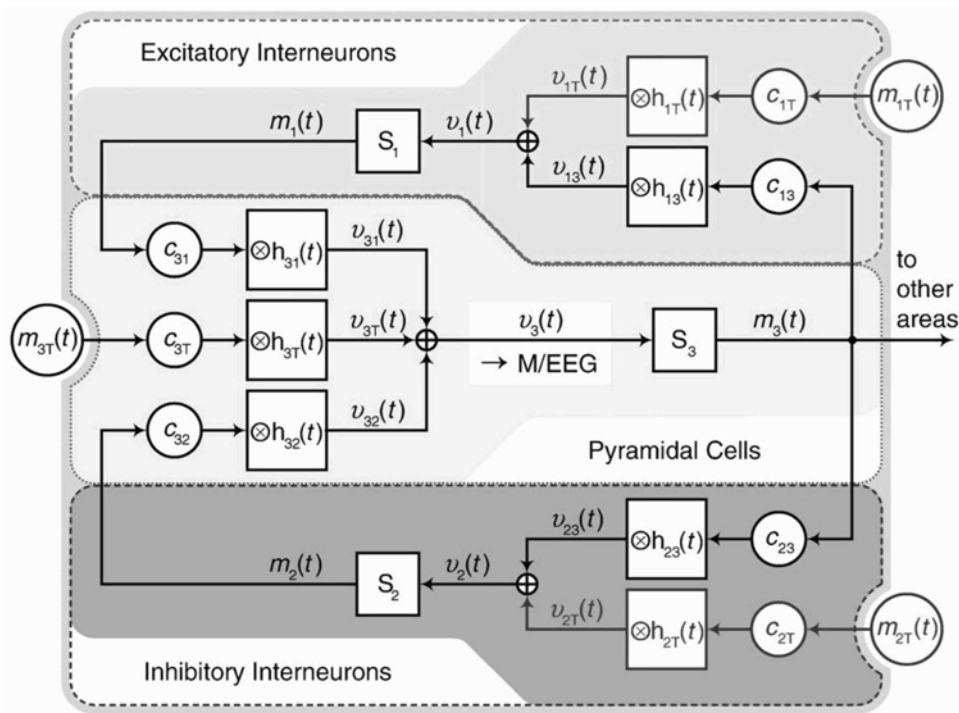 Excitatory Interneurons
υ₁T(t)
⊗h₁T(t)
c₁T
m₁T(t)
m₁(t)
S₁
υ₁(t)
⊕
υ₁₃(t)
⊗h₁₃(t)
c₁₃
c₃₁
⊗h₃₁(t)
υ₃₁(t)
to
other
areas
m₃T(t)
c₃T
⊗h₃T(t)
υ₃T(t)
⊕
υ₃(t)
→ M/EEG
S₃
m₃(t)
c₃₂
⊗h₃₂(t)
υ₃₂(t)
Pyramidal Cells
υ₂₃(t)
⊗h₂₃(t)
c₂₃
m₂(t)
S₂
υ₂(t)
⊕
υ₂T(t)
⊗h₂T(t)
c₂T
m₂T(t)
Inhibitory Interneurons